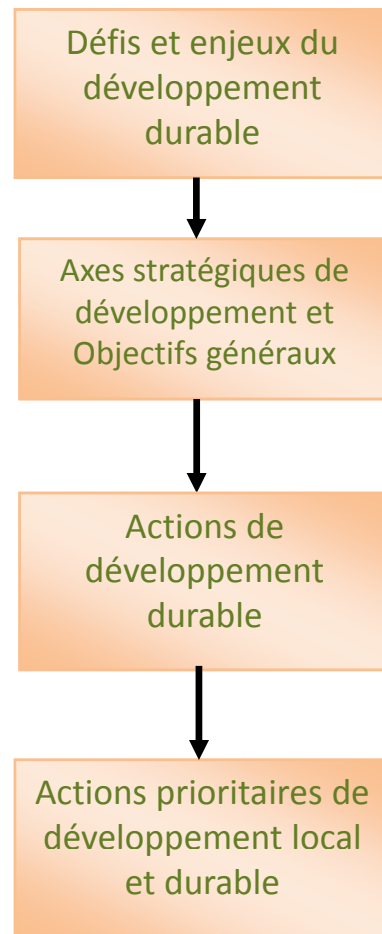 Défis et enjeux du
développement
durable
Axes stratégiques de
développement et
Objectifs généraux
Actions de
développement
durable
Actions prioritaires de
développement local
et durable